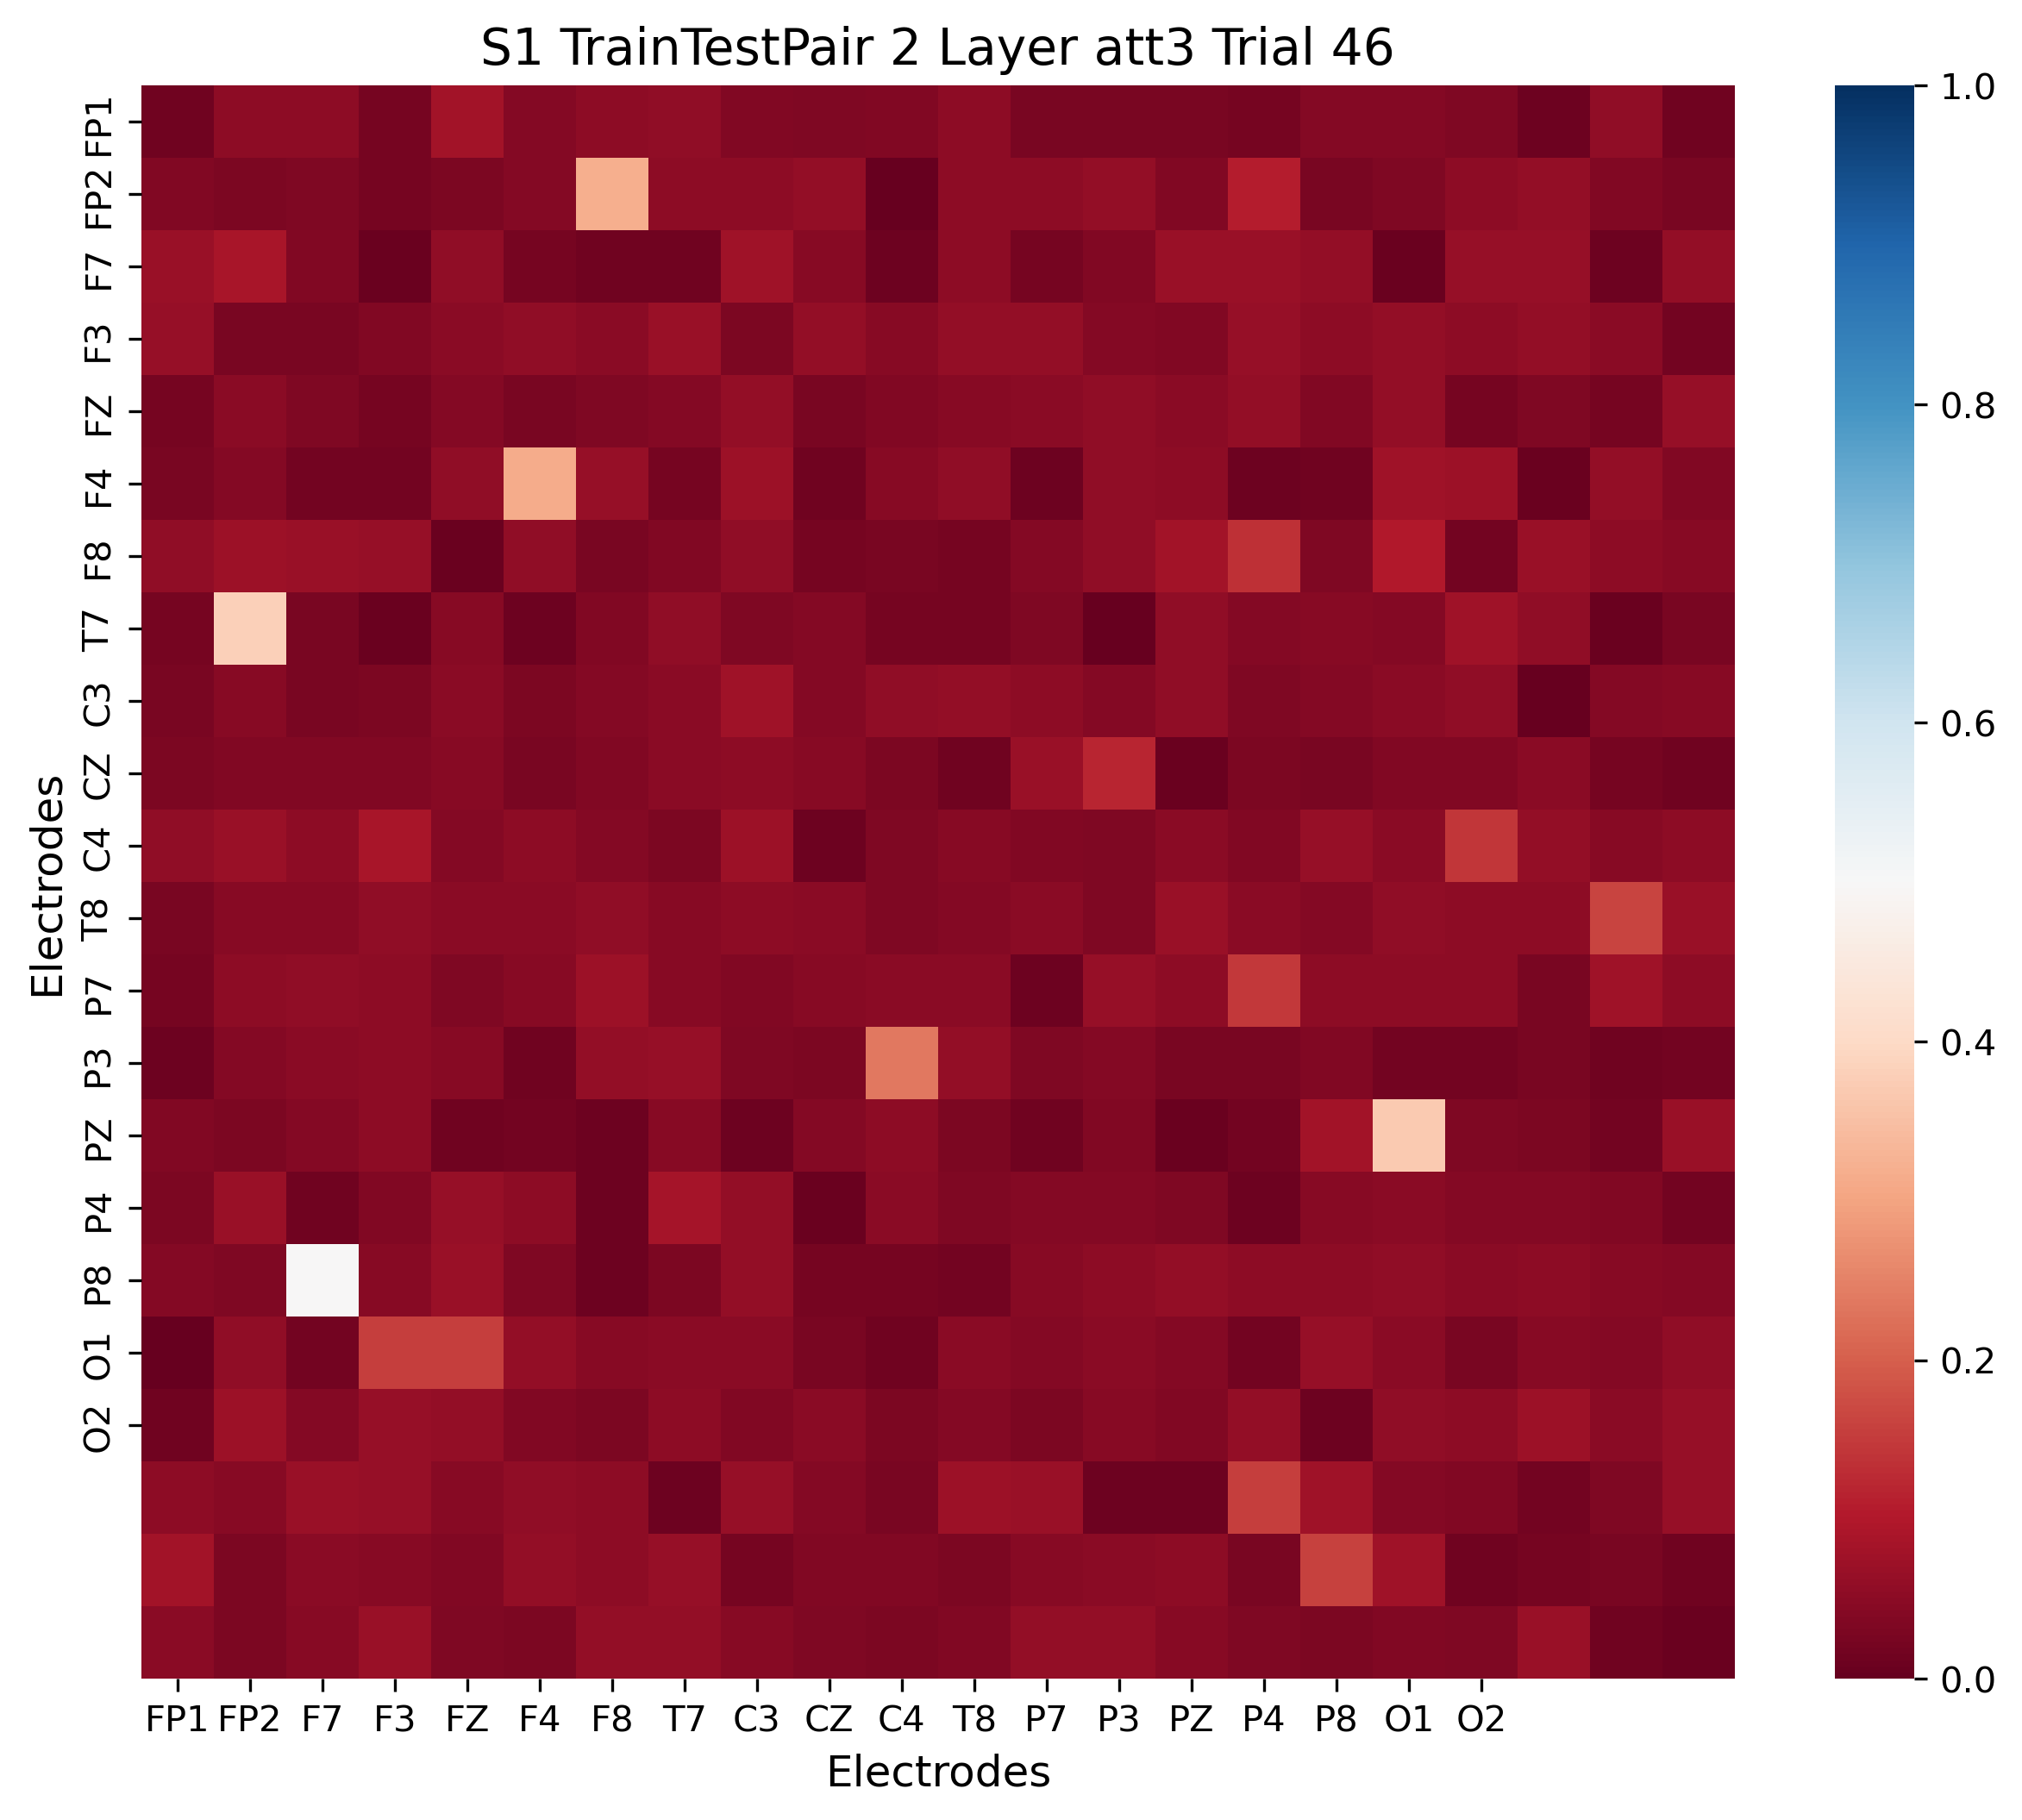 S1 TrainTestPair 2 Layer att3 Trial 46
Electrodes
FP1
FP2
F7
F3
FZ
F4
F8
T7
C3
CZ
C4
T8
P7
P3
PZ
P4
P8
O1
O2
FP1 FP2 F7 F3 FZ F4 F8 T7 C3 CZ C4 T8 P7 P3 PZ P4 P8 O1 O2
Electrodes
1.0
0.8
0.6
0.4
0.2
0.0